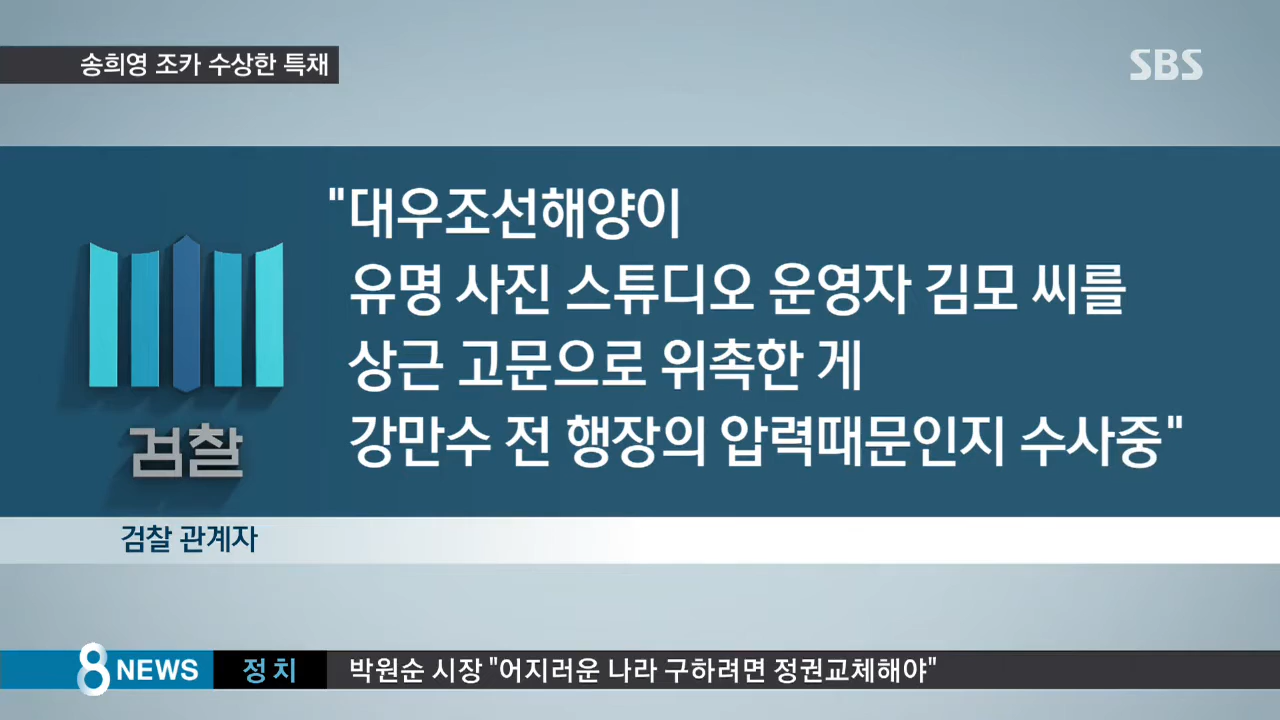 송희영 조카 수상한 특채
SBS
"대우조선해양이
유명 사진 스튜디오 운영자 김모 씨를
상근 고문으로 위촉한 게
강만수 전 행장의 압력때문인지 수사중"
검찰
검찰 관계자
8 NEWS 정치 박원순 시장 "어지러운 나라 구하려면 정권교체해야"